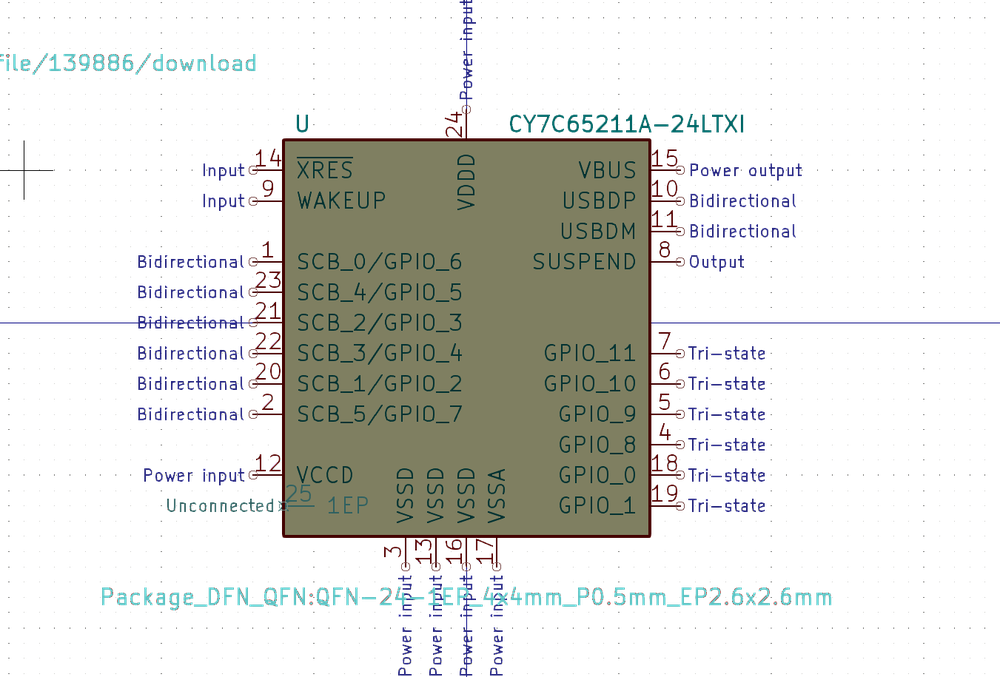 Power input
file/139886/download
24
U CY7C65211A-24LTXI
VDDD
Input 14 XRES VBUS 15 Power output
Input 9 WAKEUP USBDP 10 Bidirectional
USBDM 11 Bidirectional
Bidirectional 1 SCB_0/GPIO_6 SUSPEND 8 Output
Bidirectional 23 SCB_4/GPIO_5
Bidirectional 21 SCB_2/GPIO_3
Bidirectional 22 SCB_3/GPIO_4 GPIO_11 7 Tri-state
Bidirectional 20 SCB_1/GPIO_2 GPIO_10 6 Tri-state
Bidirectional 2 SCB_5/GPIO_7 GPIO_9 5 Tri-state
GPIO_8 4 Tri-state
Power input 12 VCCD GPIO_0 18 Tri-state
Unconnected 25 1EP GPIO_1 19 Tri-state
VSSD VSSD VSSD VSSA
3 13 16 17
Power input Power input Power input Power input
Package_DFN_QFN:QFN-24-1EP_4x4mm_P0.5mm_EP2.6x2.6mm